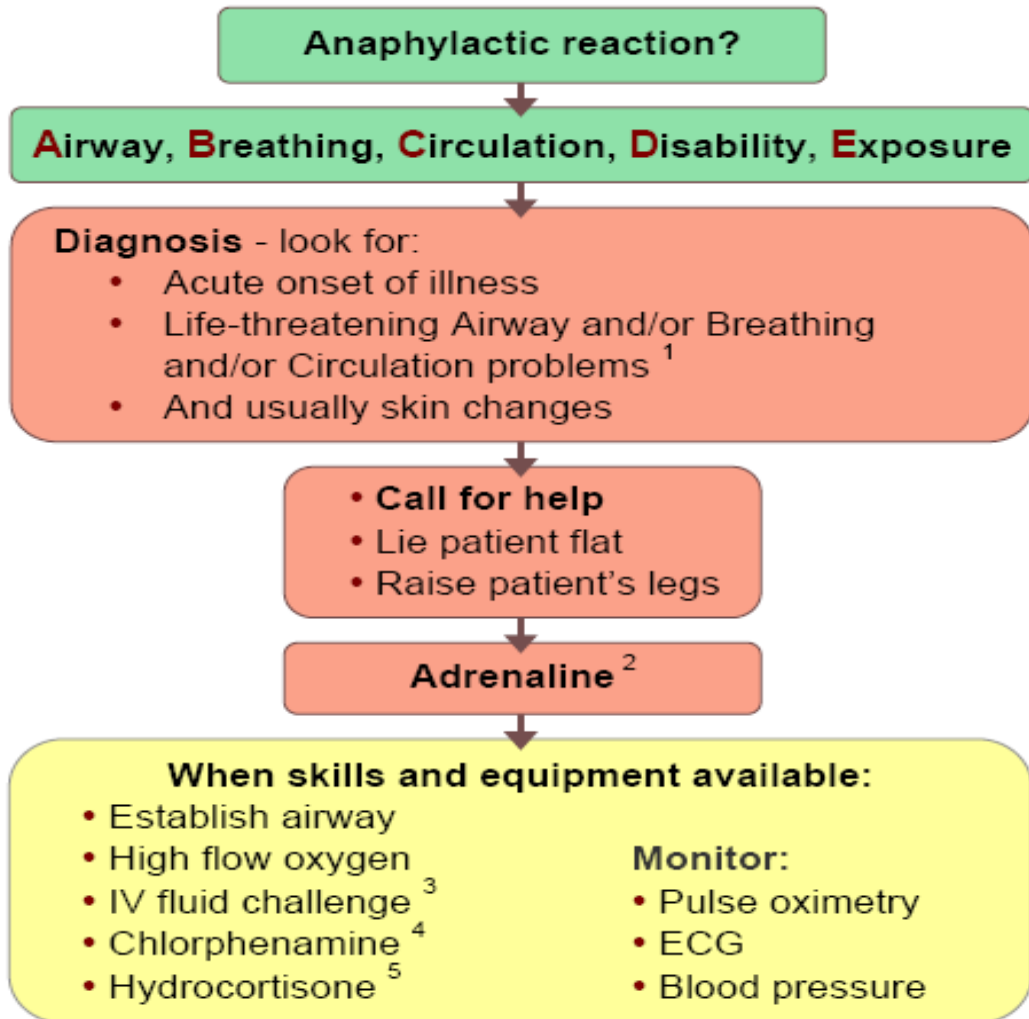 Anaphylactic reaction?
Airway, Breathing, Circulation, Disability, Exposure
Diagnosis - look for:
• Acute onset of illness
• Life-threatening Airway and/or Breathing
and/or Circulation problems 1
• And usually skin changes
• Call for help
• Lie patient flat
• Raise patient's legs
Adrenaline 2
When skills and equipment available:
• Establish airway
• High flow oxygen
• IV fluid challenge 3
• Chlorphenamine 4
• Hydrocortisone 5
Monitor:
• Pulse oximetry
• ECG
• Blood pressure